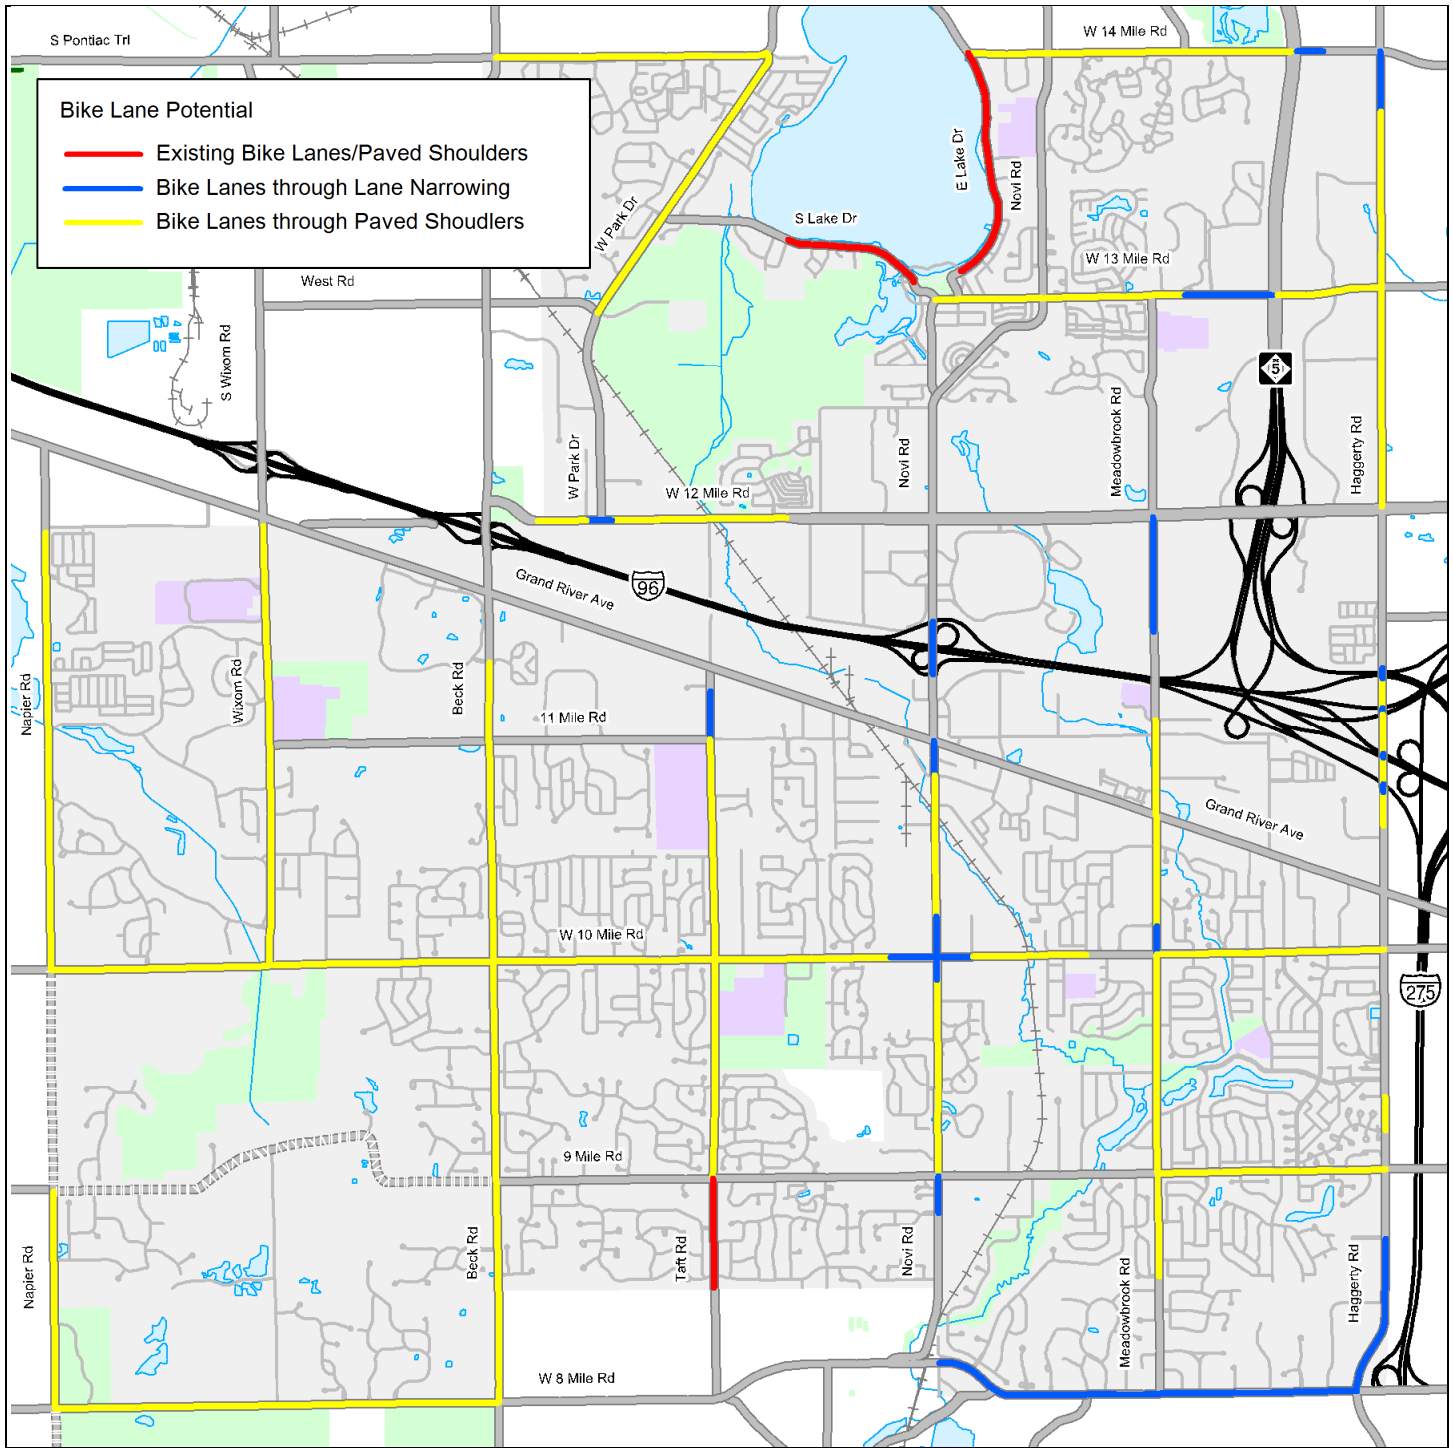 S Pontiac Trl
W 14 Mile Rd
Bike Lane Potential
Existing Bike Lanes/Paved Shoulders
Bike Lanes through Lane Narrowing
Bike Lanes through Paved Shoudlers
E Lake Dr
Novi Rd
W Park Dr
S Lake Dr
W 13 Mile Rd
West Rd
S Wixom Rd
5
Meadowbrook Rd
Haggerty Rd
W Park Dr
Novi Rd
W 12 Mile Rd
Grand River Ave
96
Napier Rd
Wixom Rd
Beck Rd
11 Mile Rd
Grand River Ave
W 10 Mile Rd
275
9 Mile Rd
Napier Rd
Beck Rd
Taft Rd
Novi Rd
Meadowbrook Rd
Haggerty Rd
W 8 Mile Rd